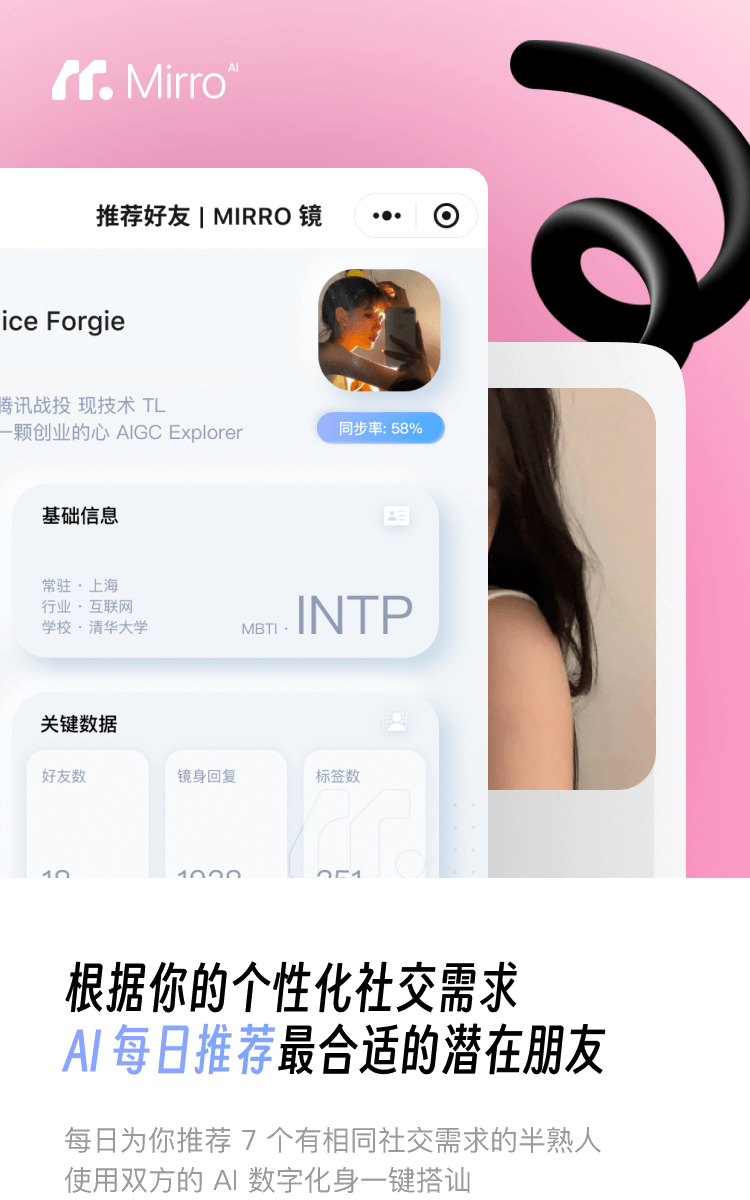 Mirro AI
推荐好友 | MIRRO 镜
ice Forgie
腾讯战投 现技术 TL
一颗创业的心 AIGC Explorer
同步率: 58%
基础信息
常驻 · 上海
行业 · 互联网
学校 · 清华大学
MBTI · INTP
关键数据
好友数
镜身回复
标签数
根据你的个性化社交需求
AI 每日推荐最合适的潜在朋友
每日为你推荐 7 个有相同社交需求的半熟人
使用双方的 AI 数字化身一键搭讪